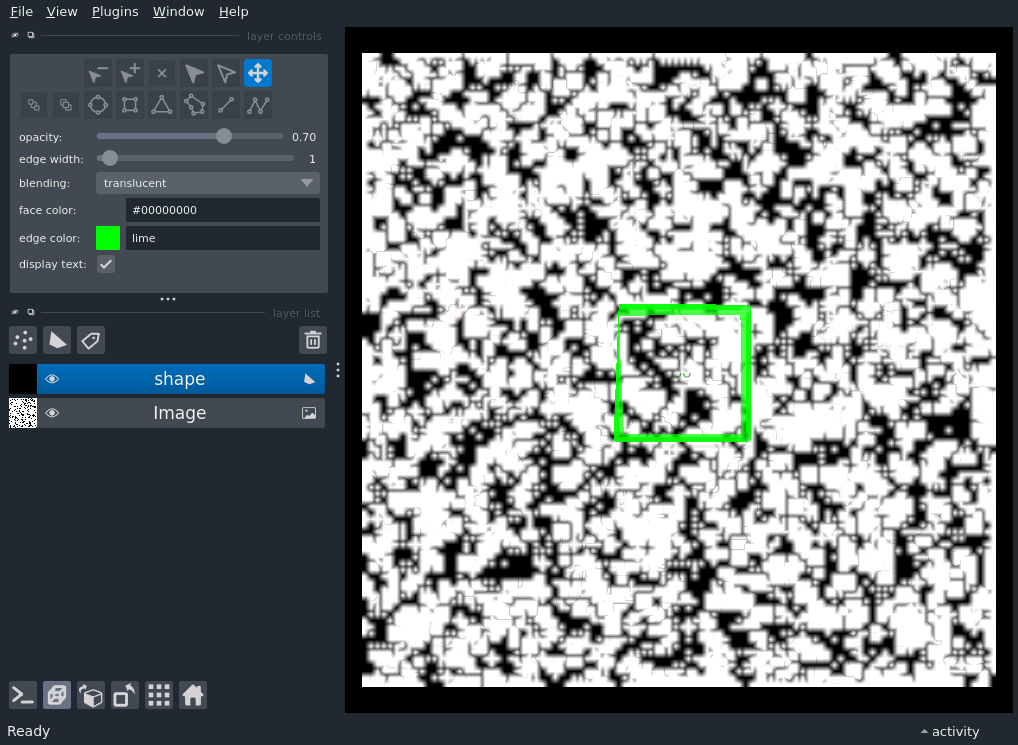 File View Plugins Window Help
layer controls
opacity: 0.70
edge width: 1
blending: translucent
face color: #00000000
edge color: lime
display text:
layer list
shape
Image
Ready
activity